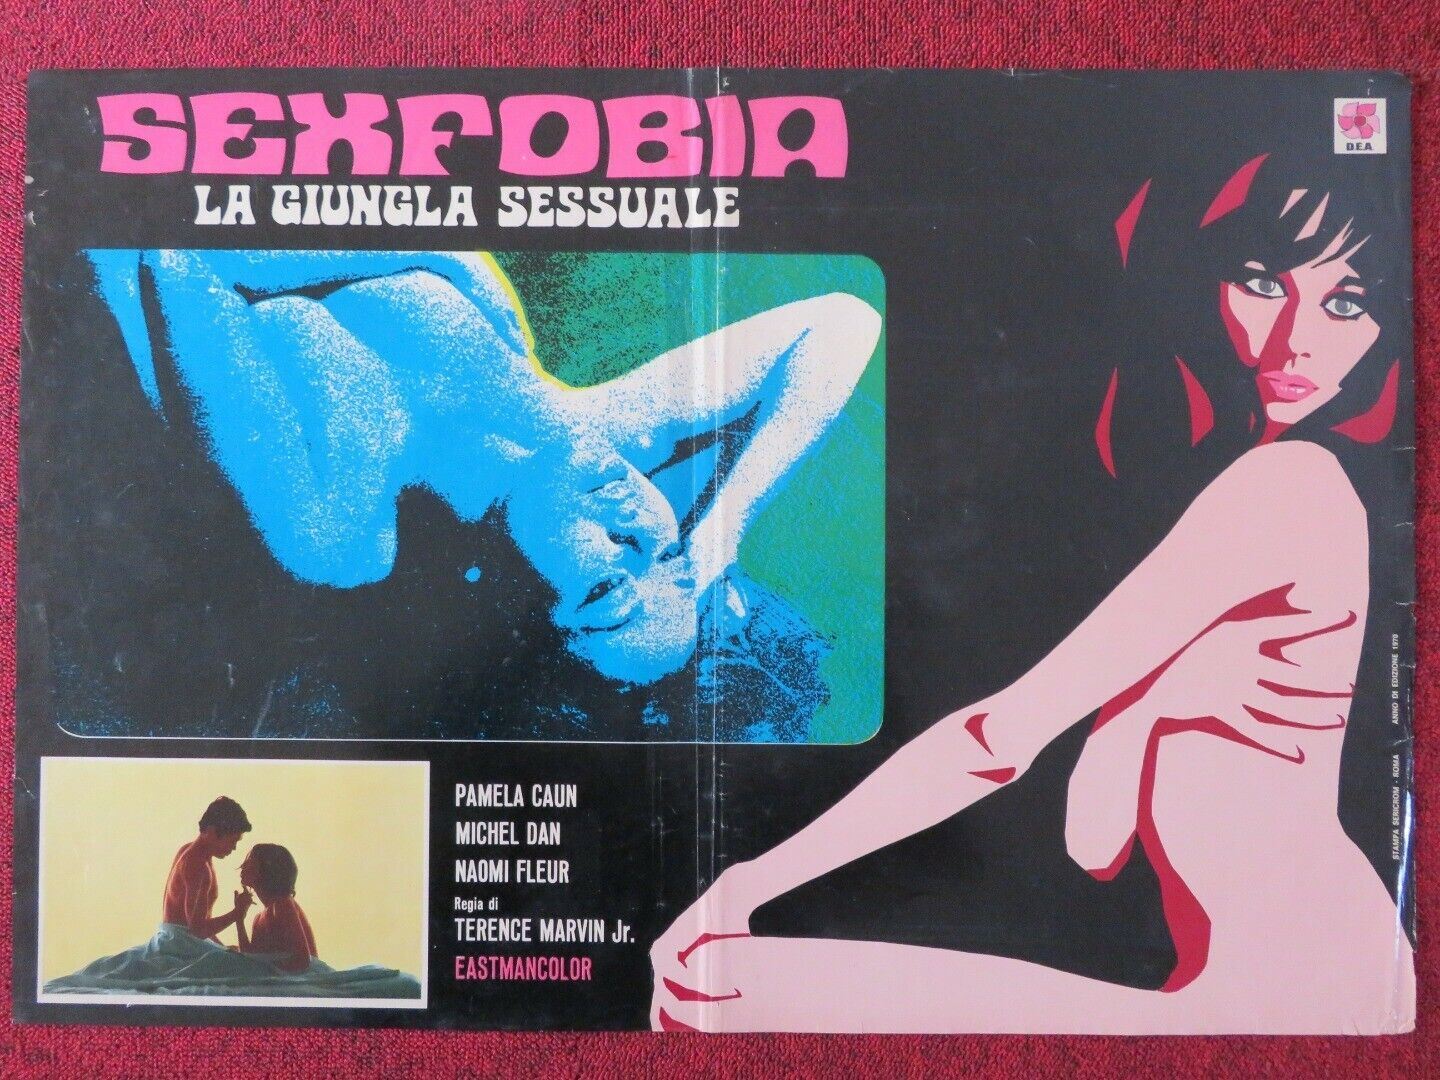 SEXFOBIA
LA GIUNGLA SESSUALE
D.E.A.
PAMELA CAUN
MICHEL DAN
NAOMI FLEUR
Regia di
TERENCE MARVIN Jr.
EASTMANCOLOR
STAMPA SERICROM - ROMA ANNO DI EDIZIONE 1970